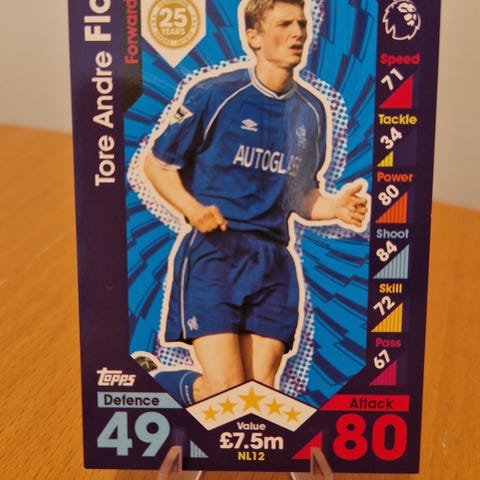 Tore Andre Flo
Forward
25
YEARS
Speed
71
Tackle
34
Power
80
Shoot
84
Skill
72
Pass
67
umbro
AUTOGLASS
Topps
Defence
49
Value
£7.5m
NL12
Attack
80